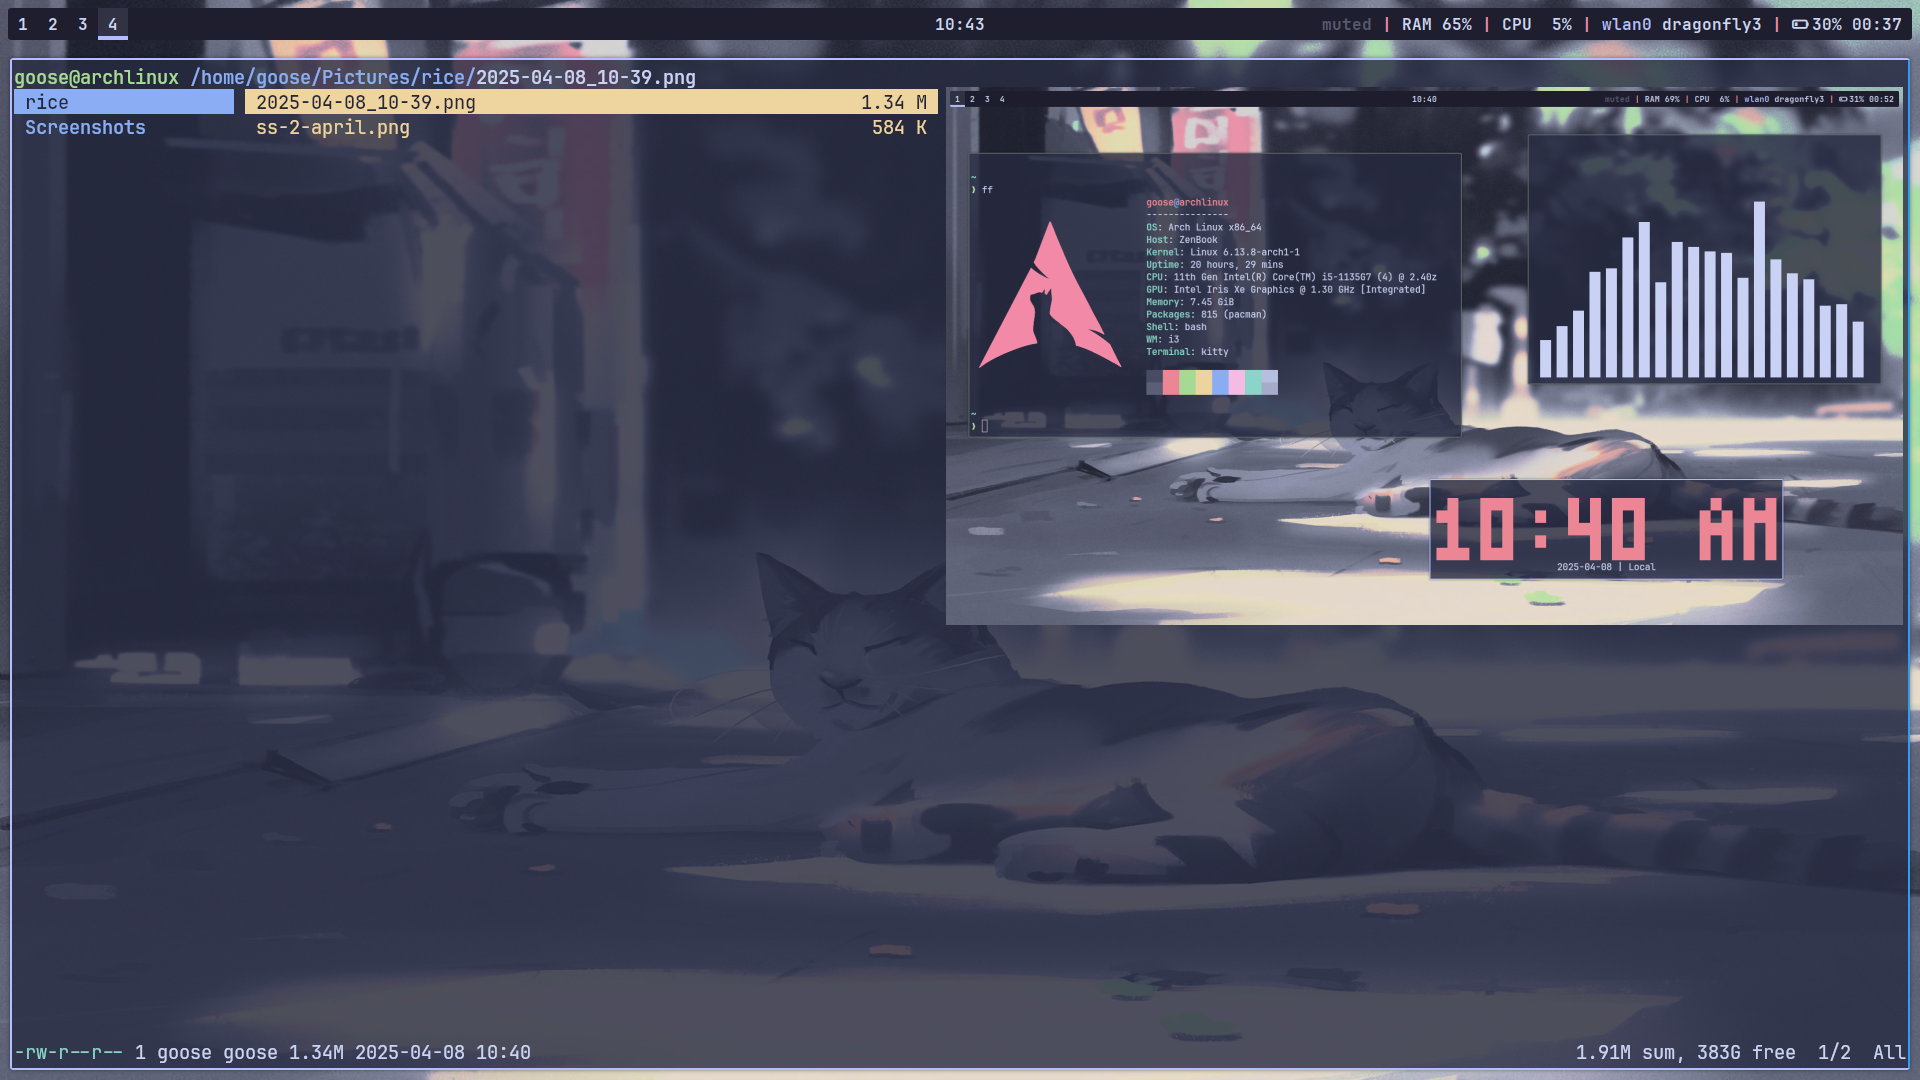 1 2 3 4 10:43 muted | RAM 65% | CPU 5% | wlan0 dragonfly3 | 30% 00:37
goose@archlinux /home/goose/Pictures/rice/2025-04-08_10-39.png
rice 2025-04-08_10-39.png 1.34 M
Screenshots ss-2-april.png 584 K
1 2 3 4 10:40 muted | RAM 69% | CPU 6% | wlan0 dragonfly3 | 31% 00:52
~
❯ ff
goose@archlinux
---------------
OS: Arch Linux x86_64
Host: ZenBook
Kernel: Linux 6.13.8-arch1-1
Uptime: 20 hours, 29 mins
CPU: 11th Gen Intel(R) Core(TM) i5-1135G7 (4) @ 2.40z
GPU: Intel Iris Xe Graphics @ 1.30 GHz [Integrated]
Memory: 7.45 GiB
Packages: 815 (pacman)
Shell: bash
WM: i3
Terminal: kitty
~
❯
10:40 AM
2025-04-08 | Local
-rw-r--r-- 1 goose goose 1.34M 2025-04-08 10:40 1.91M sum, 383G free 1/2 All